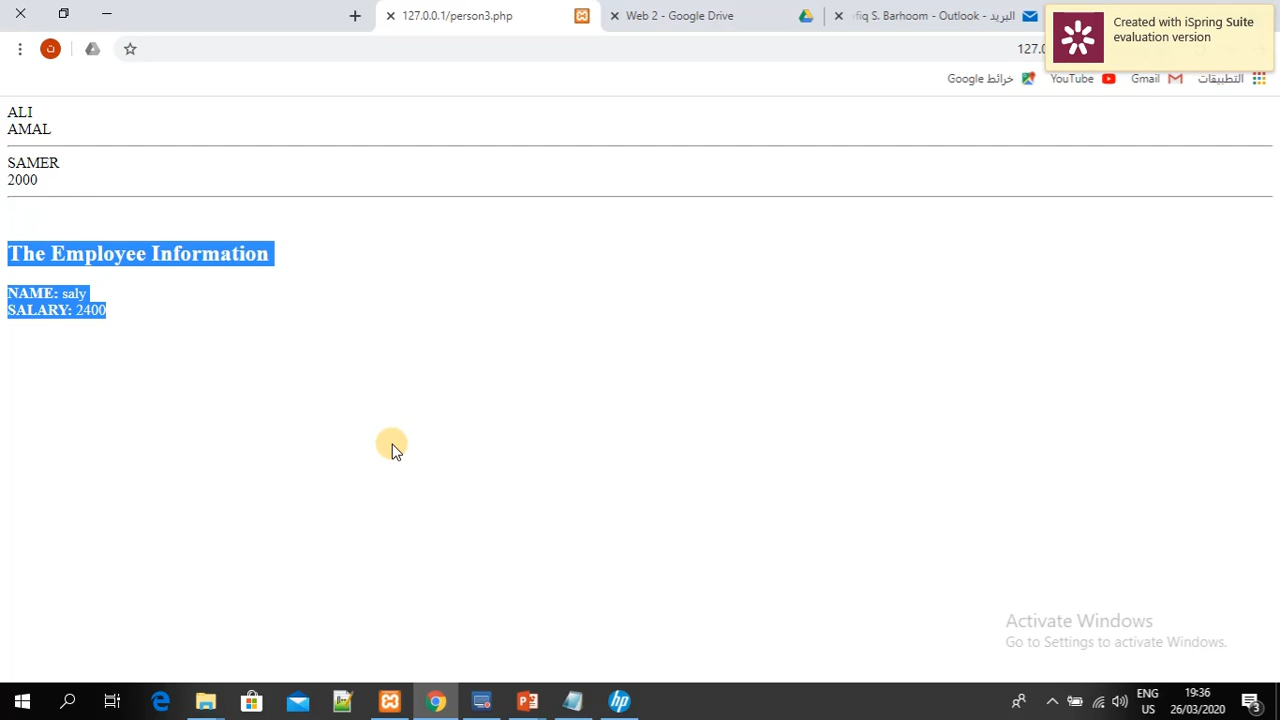 127.0.0.1/person3.php
Web 2 - Google Drive
البريد - Outlook - fiq S. Barhoom
Created with iSpring Suite
evaluation version
127.0
خرائط Google
YouTube
Gmail
التطبيقات
ت
ALI
AMAL
SAMER
2000
The Employee Information
NAME: saly
SALARY: 2400
Activate Windows
Go to Settings to activate Windows.
ENG
US
19:36
26/03/2020
3